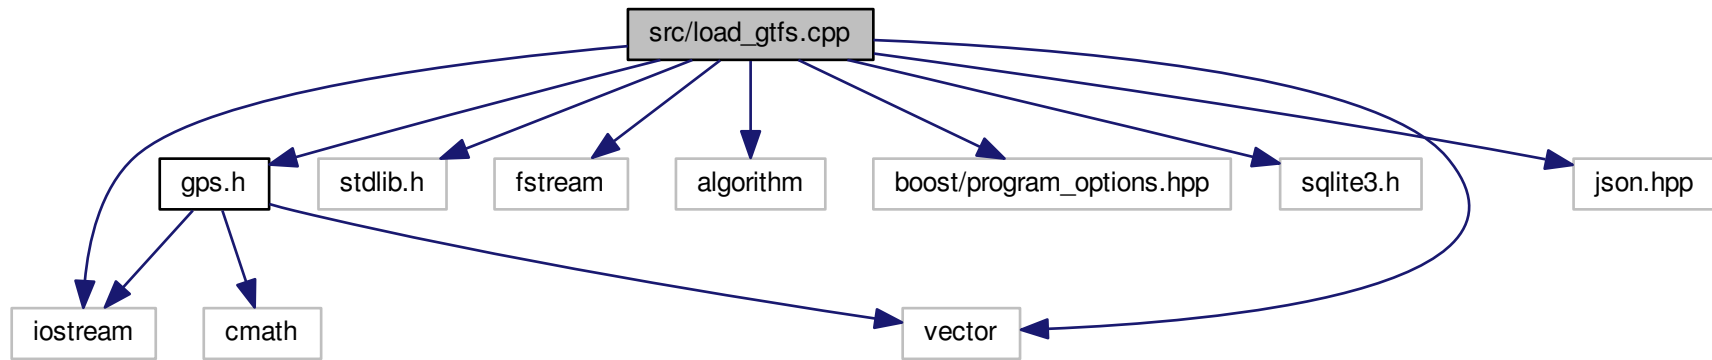 src/load_gtfs.cpp
gps.h
stdlib.h
fstream
algorithm
boost/program_options.hpp
sqlite3.h
json.hpp
iostream
cmath
vector